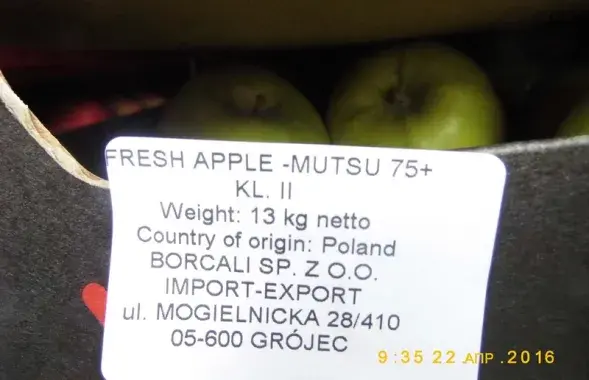 FRESH APPLE -MUTSU 75+
KL. II
Weight: 13 kg netto
Country of origin: Poland
BORCALI SP. Z O.O.
IMPORT-EXPORT
ul. MOGIELNICKA 28/410
05-600 GRÓJEC
9:35 22 АПР .2016